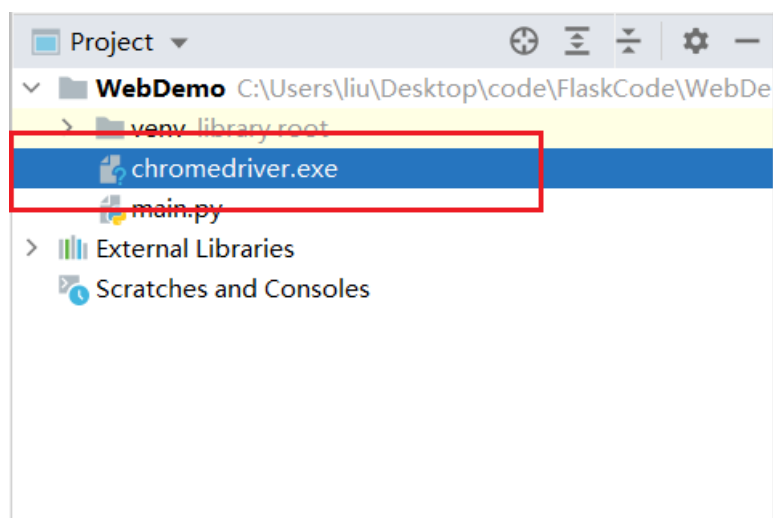 Project
WebDemo C:\Users\liu\Desktop\code\FlaskCode\WebDe
venv library root
chromedriver.exe
main.py
External Libraries
Scratches and Consoles